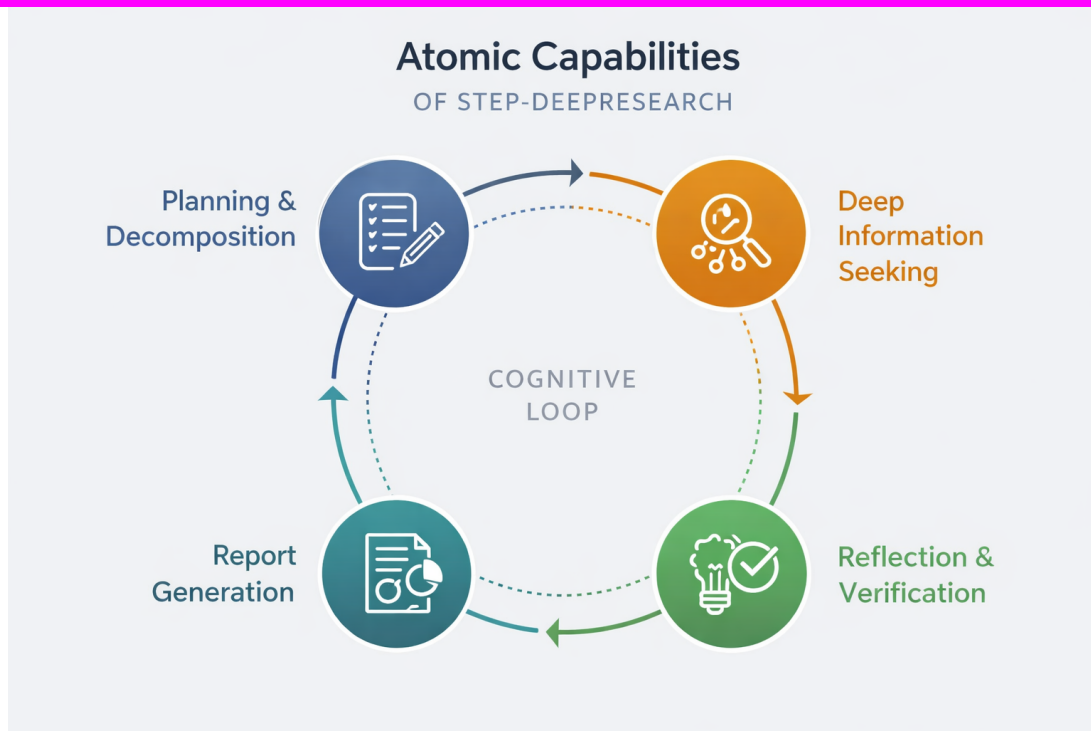 Atomic Capabilities
OF STEP-DEEPRESEARCH
Planning &
Decomposition
Deep
Information
Seeking
COGNITIVE
LOOP
Report
Generation
Reflection &
Verification